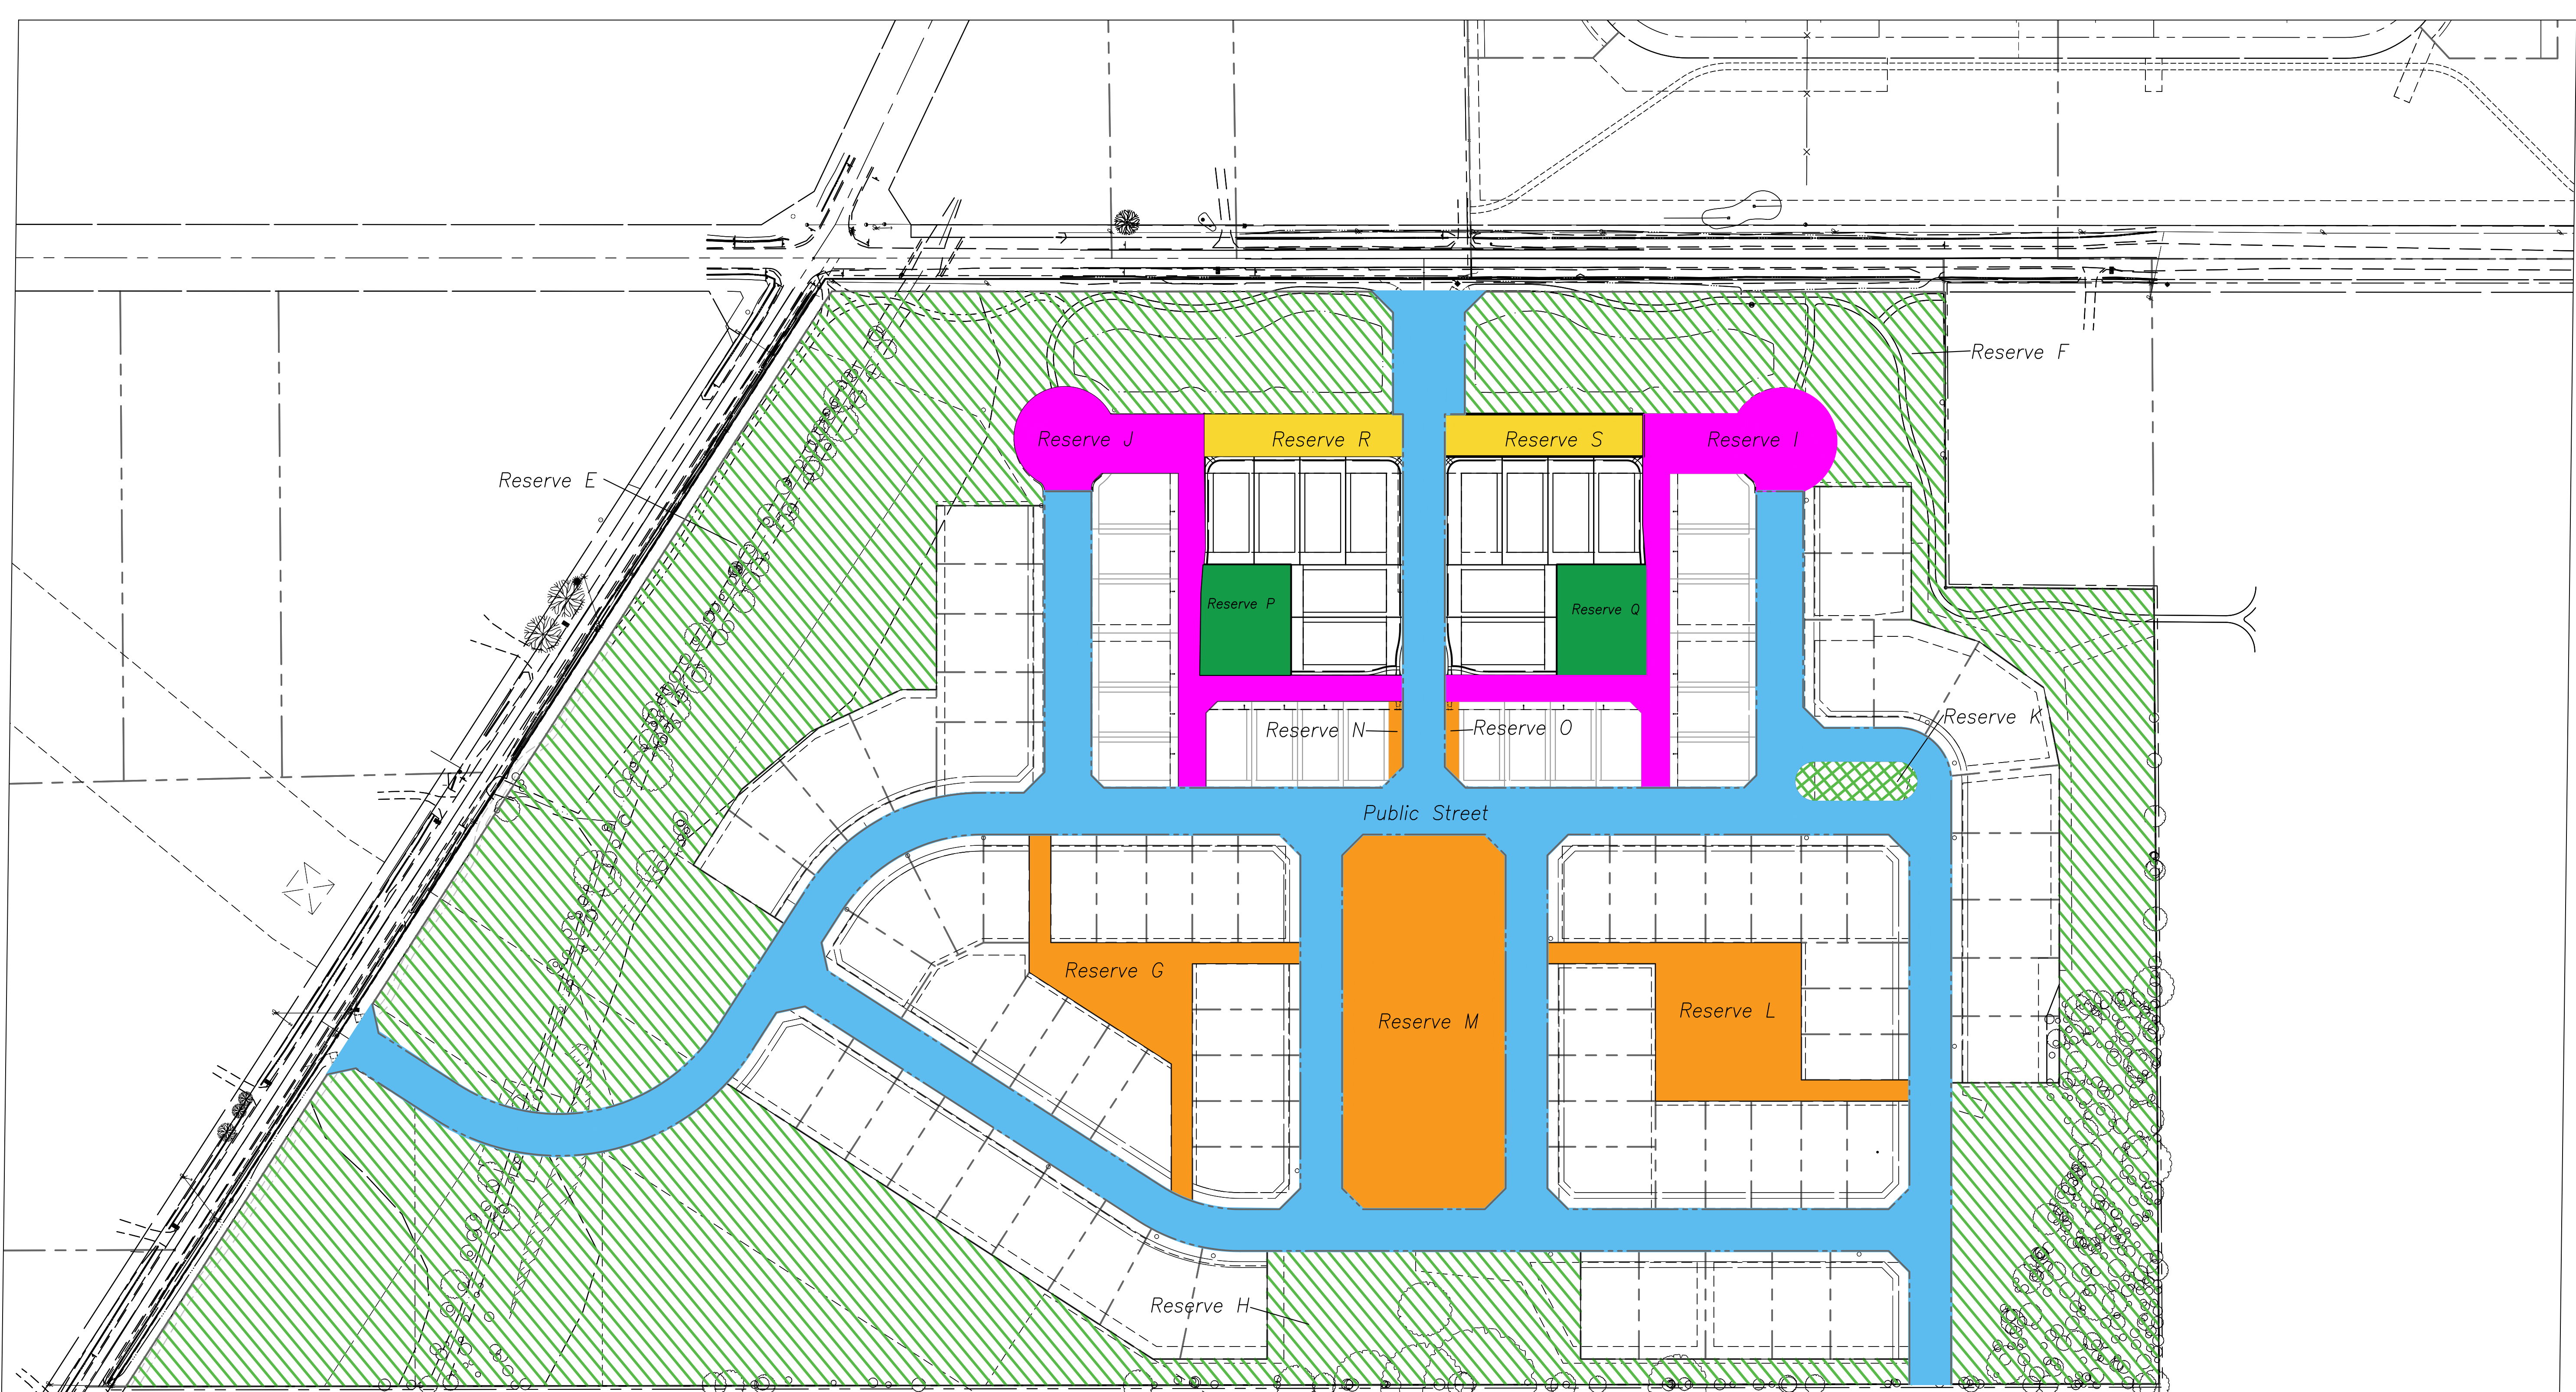 Reserve F
Reserve J
Reserve R
Reserve S
Reserve I
Reserve E
Reserve P
Reserve Q
Reserve K
Reserve N
Reserve O
Public Street
Reserve G
Reserve L
Reserve M
Reserve H